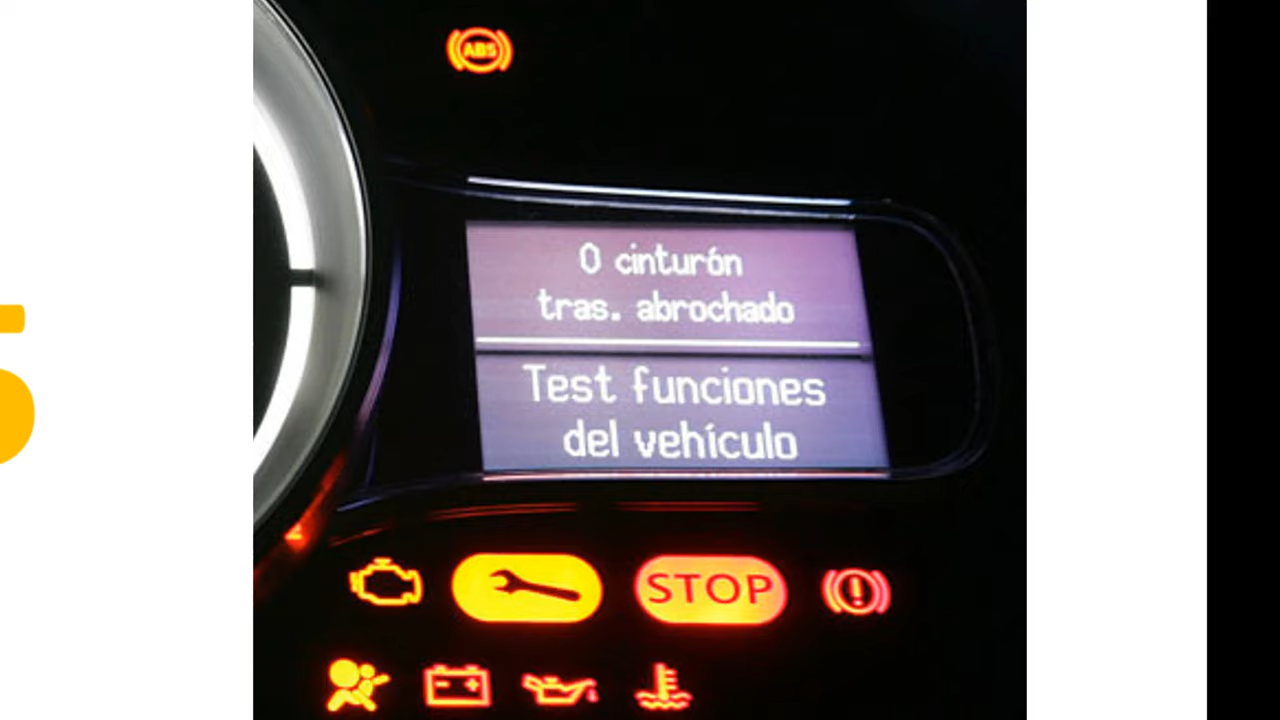 ABS
0 cinturón
tras. abrochado
Test funciones
del vehículo
STOP